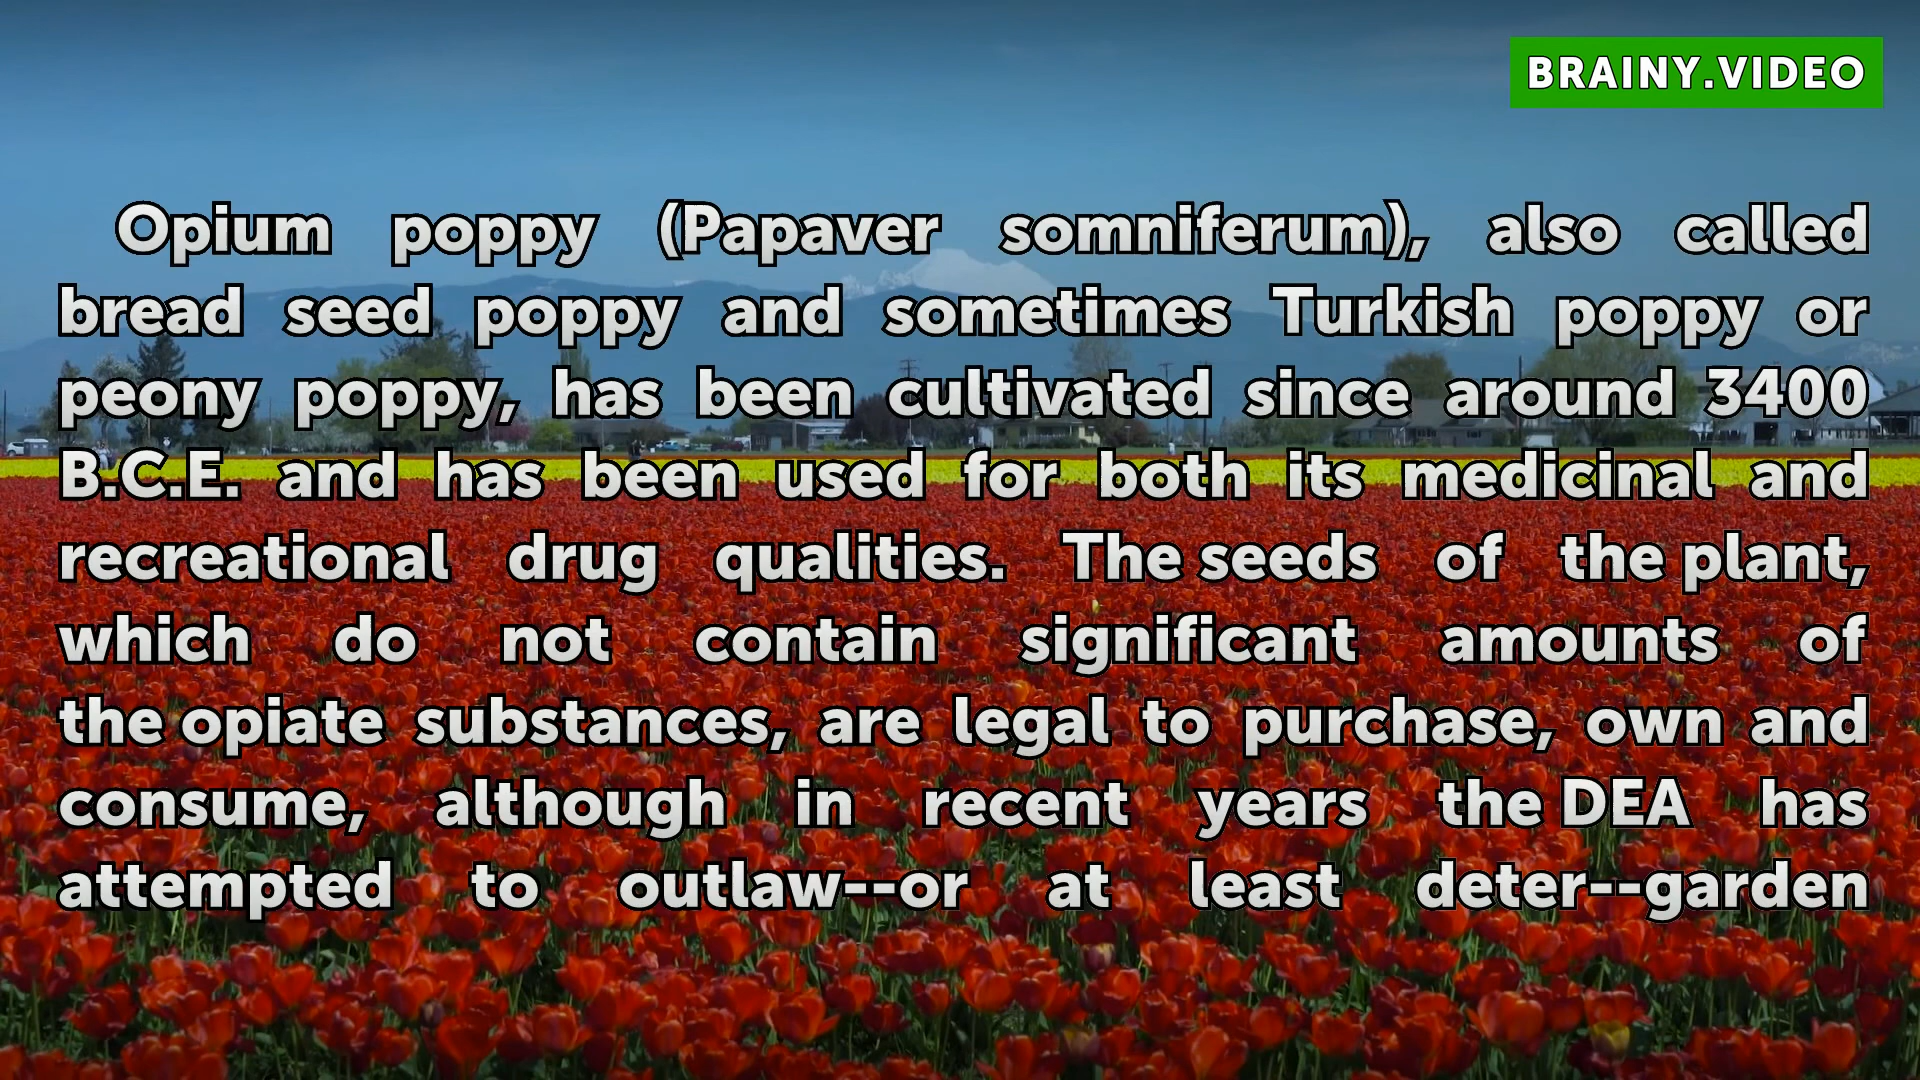 BRAINY.VIDEO
Opium poppy (Papaver somniferum), also called
bread seed poppy and sometimes Turkish poppy or
peony poppy, has been cultivated since around 3400
B.C.E. and has been used for both its medicinal and
recreational drug qualities. The seeds of the plant,
which do not contain significant amounts of
the opiate substances, are legal to purchase, own and
consume, although in recent years the DEA has
attempted to outlaw--or at least deter--garden